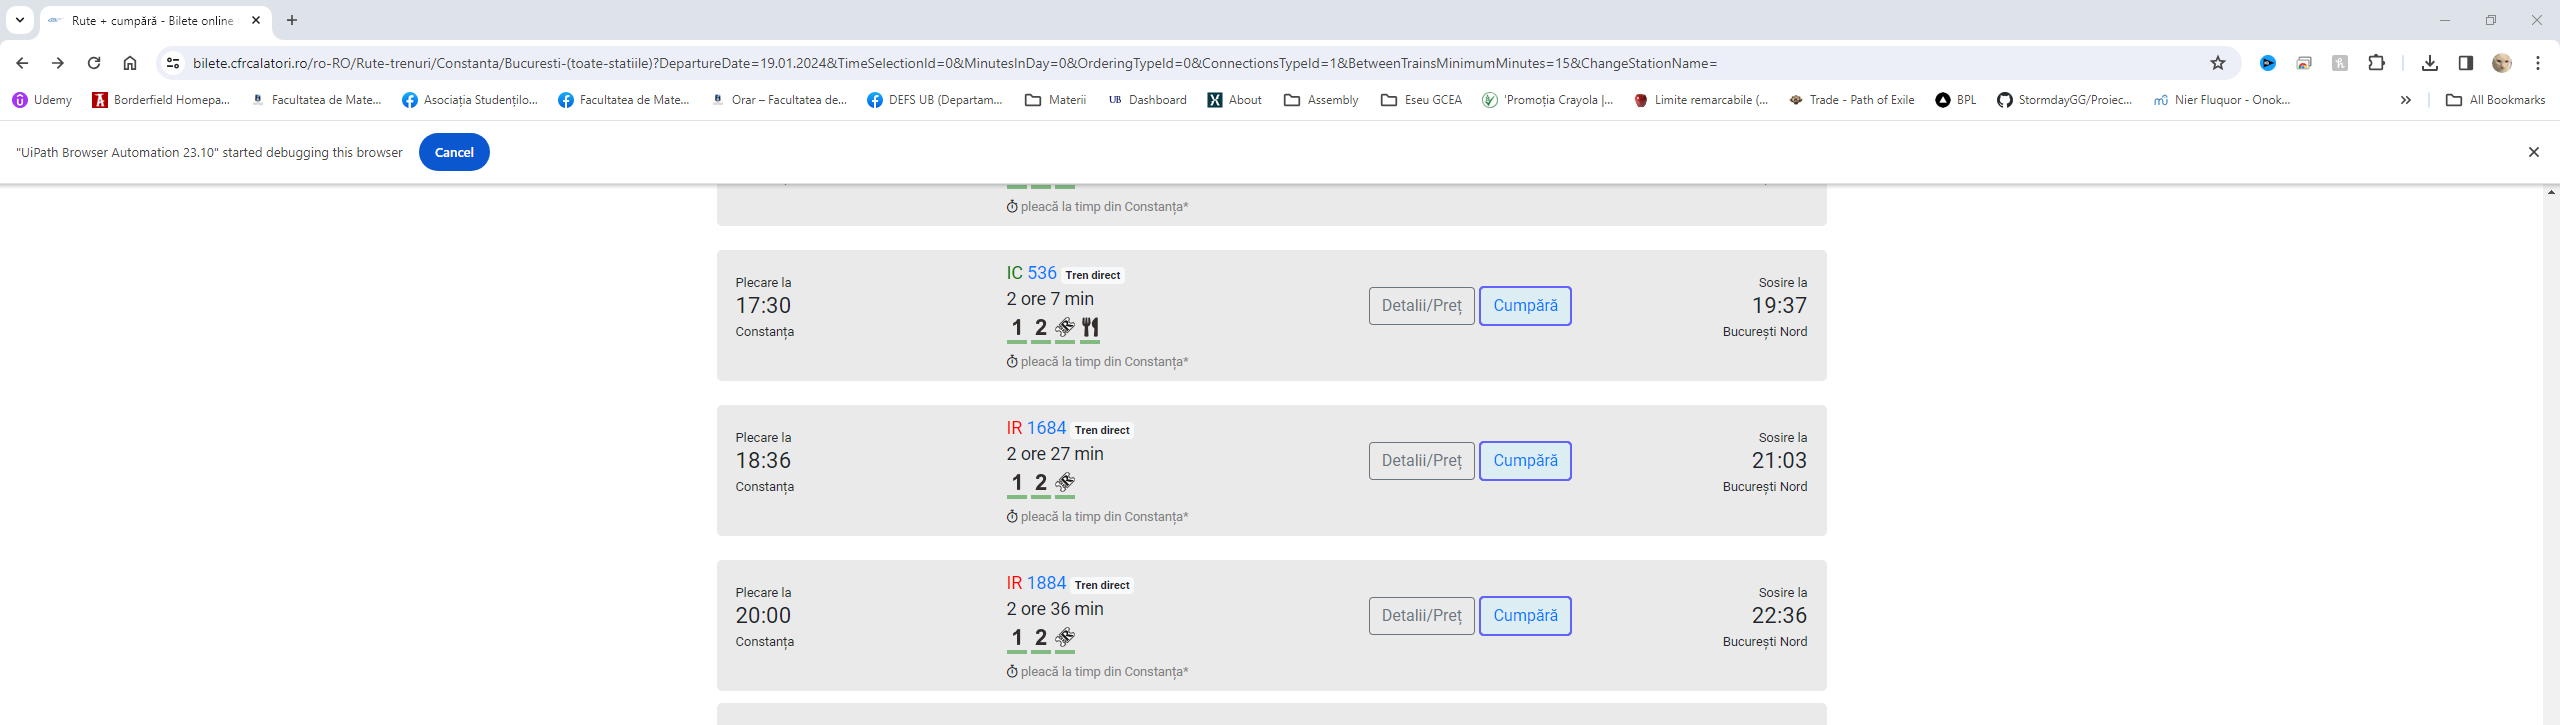 Rute + cumpără - Bilete online
bilete.cfrcalatori.ro/ro-RO/Rute-trenuri/Constanta/Bucuresti-(toate-statiile)?DepartureDate=19.01.2024&TimeSelectionId=0&MinutesInDay=0&OrderingTypeId=0&ConnectionsTypeId=1&BetweenTrainsMinimumMinutes=15&ChangeStationName=
Udemy Borderfield Homepa... Facultatea de Mate... Asociația Studențilo... Facultatea de Mate... Orar – Facultatea de... DEFS UB (Departam... Materii UB Dashboard About Assembly Eseu GCEA 'Promoția Crayola |... Limite remarcabile (... Trade - Path of Exile BPL StormdayGG/Proiec... Nier Fluquor - Onok... » All Bookmarks
"UiPath Browser Automation 23.10" started debugging this browser Cancel
pleacă la timp din Constanța*
IC 536 Tren direct
Plecare la
17:30
Constanța
2 ore 7 min
1 2 R
pleacă la timp din Constanța*
Detalii/Preț Cumpără
Sosire la
19:37
București Nord
IR 1684 Tren direct
Plecare la
18:36
Constanța
2 ore 27 min
1 2 R
pleacă la timp din Constanța*
Detalii/Preț Cumpără
Sosire la
21:03
București Nord
IR 1884 Tren direct
Plecare la
20:00
Constanța
2 ore 36 min
1 2 R
pleacă la timp din Constanța*
Detalii/Preț Cumpără
Sosire la
22:36
București Nord